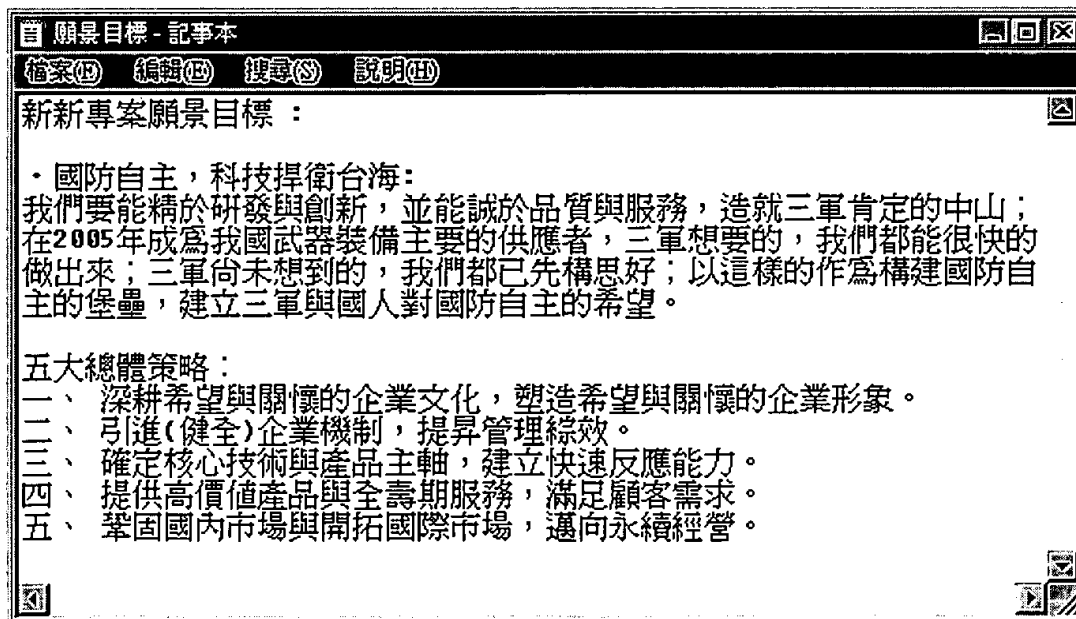 願景目標 - 記事本
檔案(F) 編輯(E) 搜尋(S) 說明(H)
新新專案願景目標：
・國防自主，科技捍衛台海:
我們要能精於研發與創新，並能誠於品質與服務，造就三軍肯定的中山；
在2005年成爲我國武器裝備主要的供應者，三軍想要的，我們都能很快的
做出來；三軍尚未想到的，我們都已先構思好；以這樣的作爲構建國防自
主的堡壘，建立三軍與國人對國防自主的希望。
五大總體策略：
一、 深耕希望與關懷的企業文化，塑造希望與關懷的企業形象。
二、 引進(健全)企業機制，提昇管理綜效。
三、 確定核心技術與產品主軸，建立快速反應能力。
四、 提供高價值產品與全壽期服務，滿足顧客需求。
五、 鞏固國內市場與開拓國際市場，邁向永續經營。